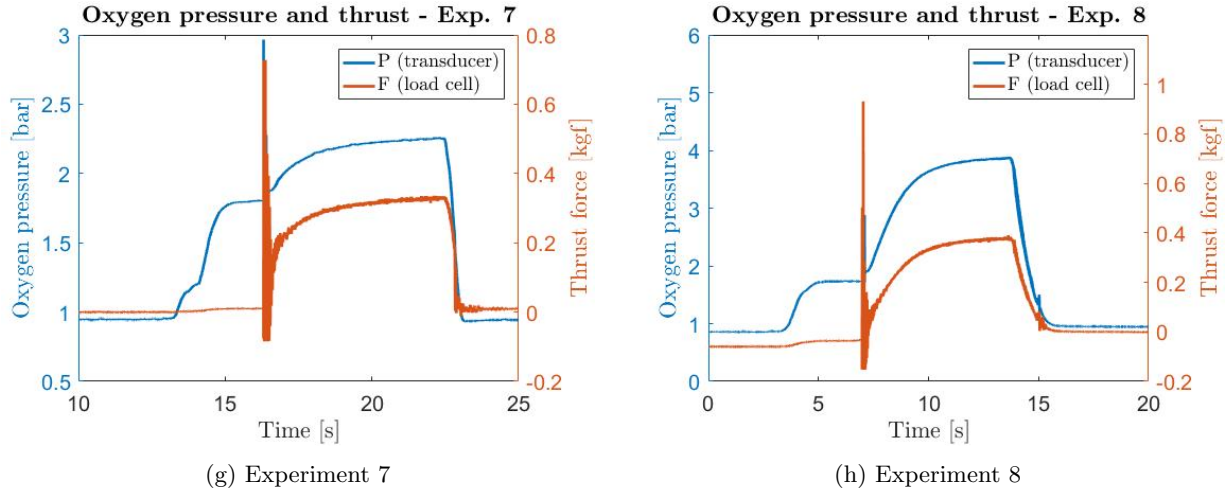 Oxygen pressure and thrust - Exp. 7
3
2.5
2
1.5
1
0.5
Oxygen pressure [bar]
P (transducer)
F (load cell)
0.8
0.6
0.4
0.2
0
-0.2
Thrust force [kgf]
10
15
20
25
Time [s]
(g) Experiment 7
Oxygen pressure and thrust - Exp. 8
6
5
4
3
2
1
0
Oxygen pressure [bar]
P (transducer)
F (load cell)
1
0.8
0.6
0.4
0.2
0
-0.2
Thrust force [kgf]
0
5
10
15
20
Time [s]
(h) Experiment 8